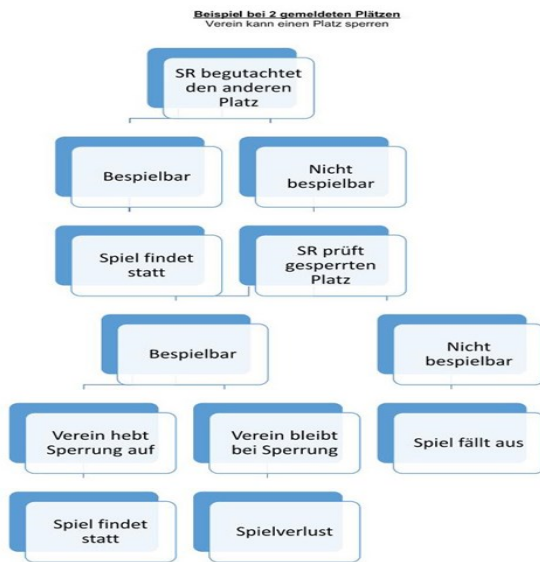 Beispiel bei 2 gemeldeten Plätzen
Verein kann einen Platz sperren
SR begutachtet
den anderen
Platz
Bespielbar
Nicht
bespielbar
Spiel findet
statt
SR prüft
gesperrten
Platz
Bespielbar
Nicht
bespielbar
Verein hebt
Sperrung auf
Verein bleibt
bei Sperrung
Spiel fällt aus
Spiel findet
statt
Spielverlust